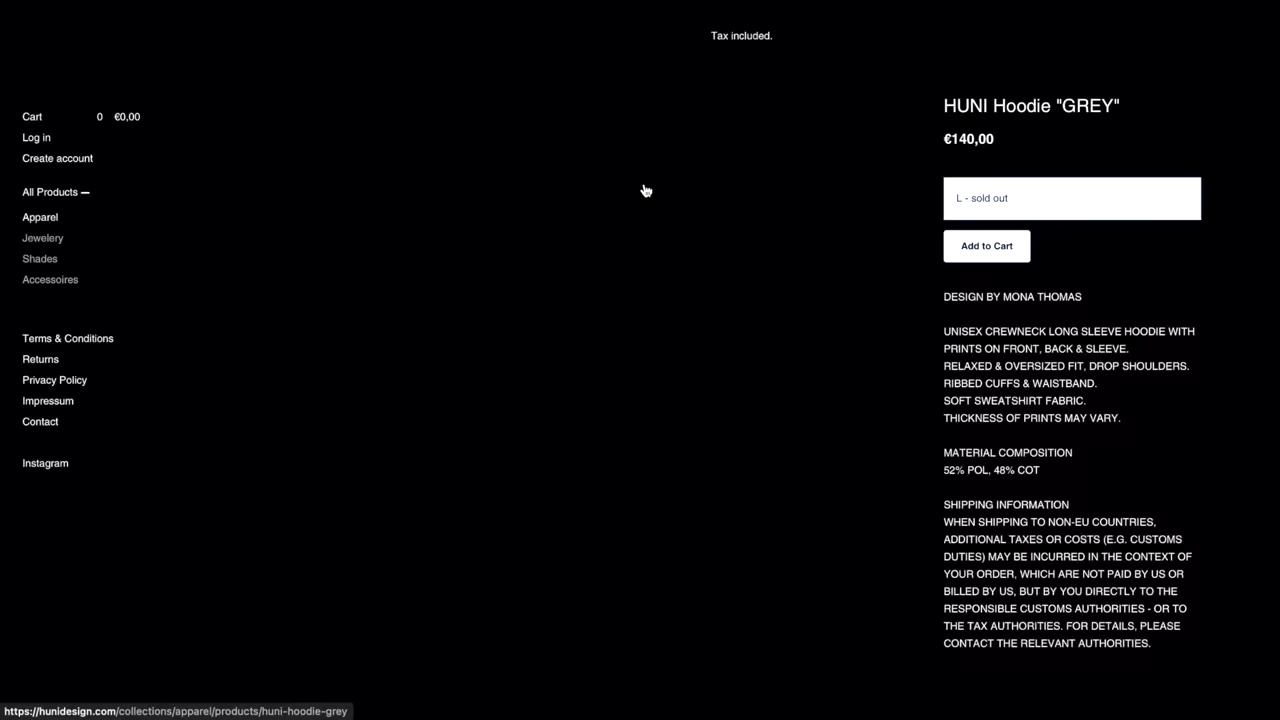 Tax included.
Cart 0 €0,00
Log in
Create account
All Products —
Apparel
Jewelery
Shades
Accessoires
Terms & Conditions
Returns
Privacy Policy
Impressum
Contact
Instagram
HUNI Hoodie "GREY"
€140,00
L - sold out
Add to Cart
DESIGN BY MONA THOMAS
UNISEX CREWNECK LONG SLEEVE HOODIE WITH
PRINTS ON FRONT, BACK & SLEEVE.
RELAXED & OVERSIZED FIT, DROP SHOULDERS.
RIBBED CUFFS & WAISTBAND.
SOFT SWEATSHIRT FABRIC.
THICKNESS OF PRINTS MAY VARY.
MATERIAL COMPOSITION
52% POL, 48% COT
SHIPPING INFORMATION
WHEN SHIPPING TO NON-EU COUNTRIES,
ADDITIONAL TAXES OR COSTS (E.G. CUSTOMS
DUTIES) MAY BE INCURRED IN THE CONTEXT OF
YOUR ORDER, WHICH ARE NOT PAID BY US OR
BILLED BY US, BUT BY YOU DIRECTLY TO THE
RESPONSIBLE CUSTOMS AUTHORITIES - OR TO
THE TAX AUTHORITIES. FOR DETAILS, PLEASE
CONTACT THE RELEVANT AUTHORITIES.
https://hunidesign.com/collections/apparel/products/huni-hoodie-grey